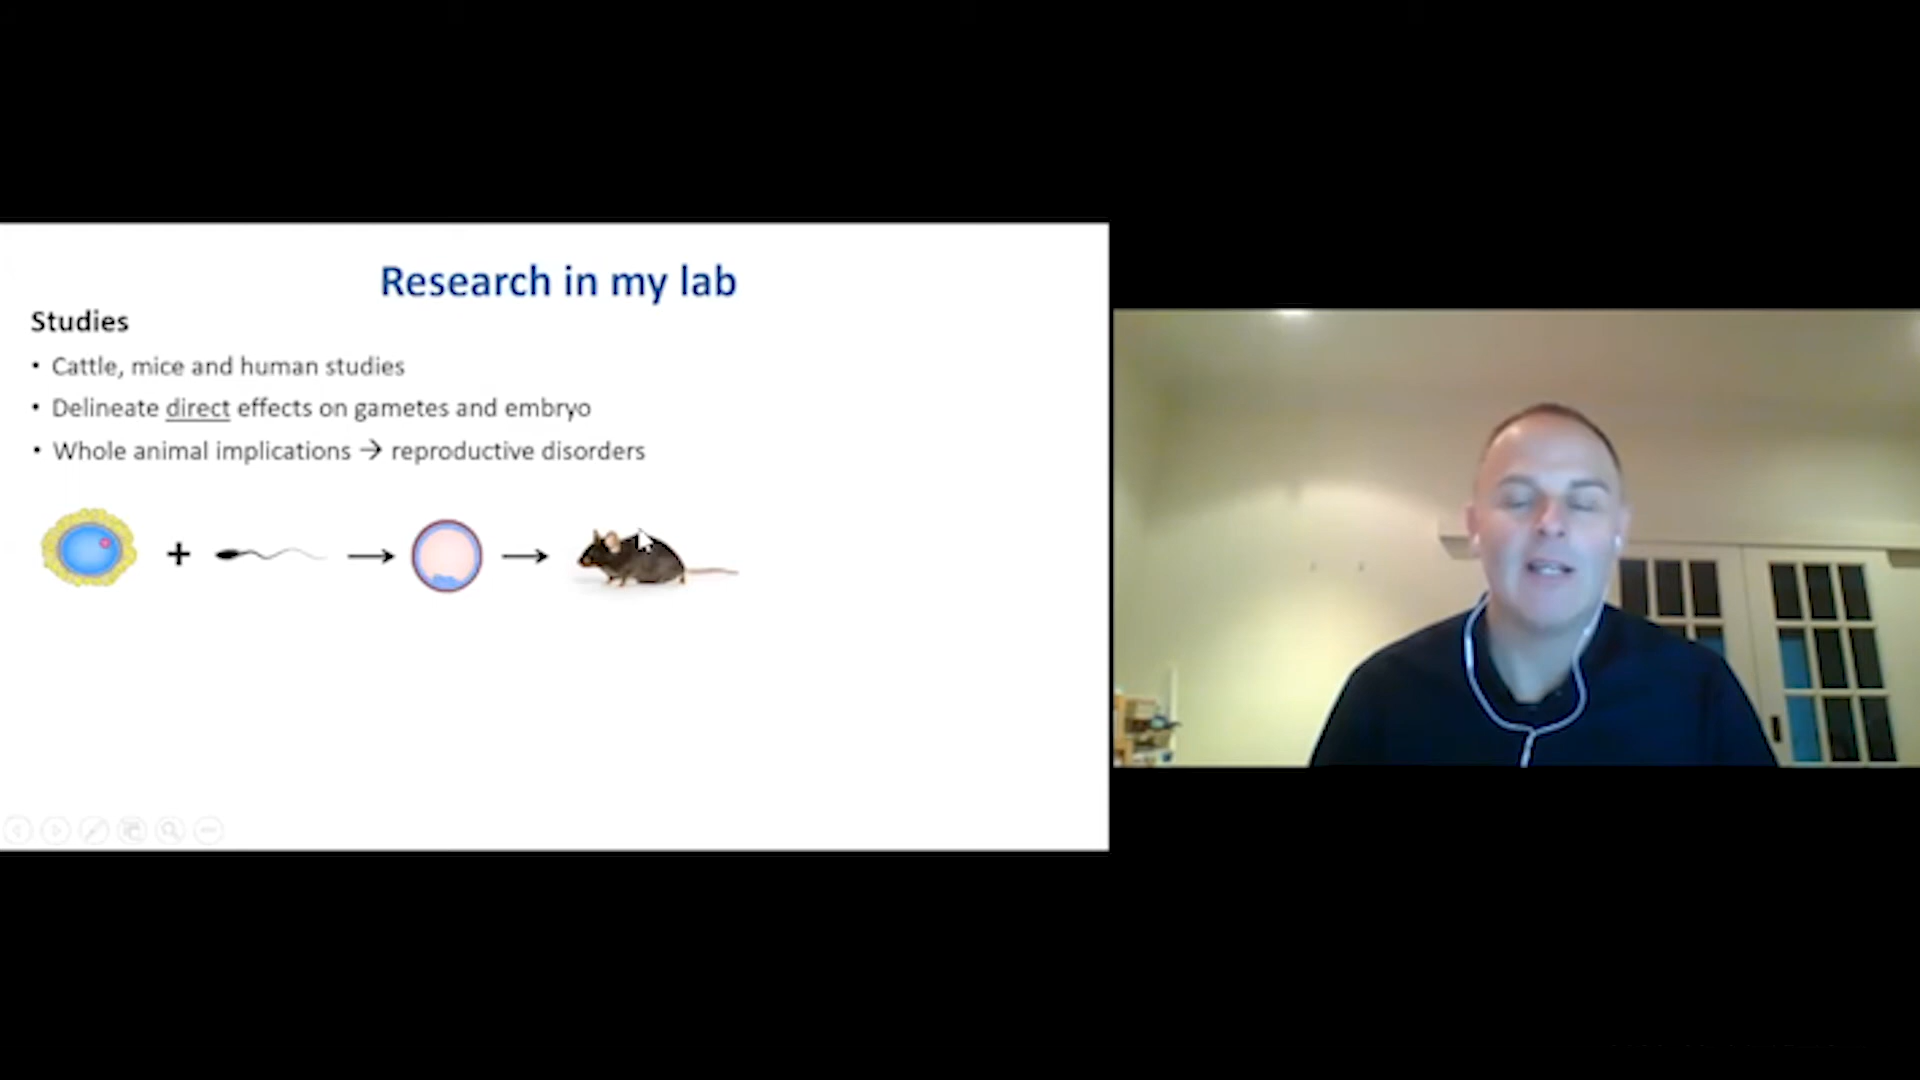 Research in my lab
Studies
• Cattle, mice and human studies
• Delineate direct effects on gametes and embryo
• Whole animal implications → reproductive disorders
+